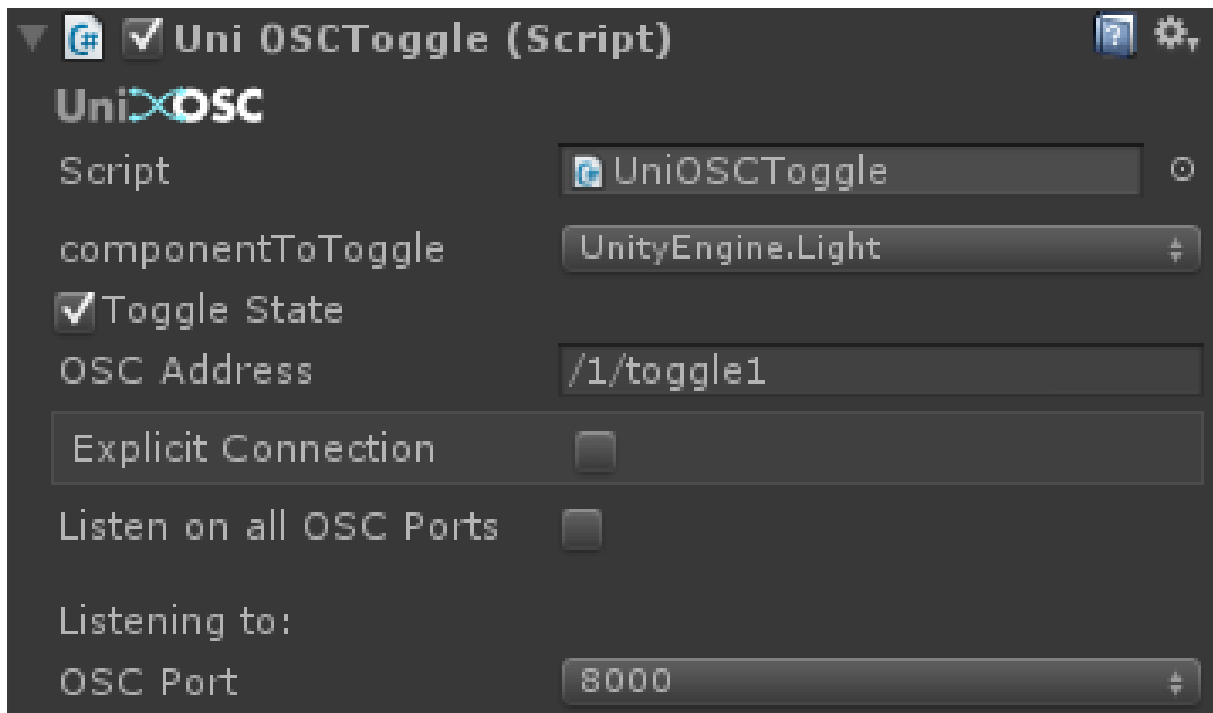 Uni OSCToggle (Script)
UniOSC
Script UniOSCToggle
componentToToggle UnityEngine.Light
Toggle State
OSC Address /1/toggle1
Explicit Connection
Listen on all OSC Ports
Listening to:
OSC Port 8000